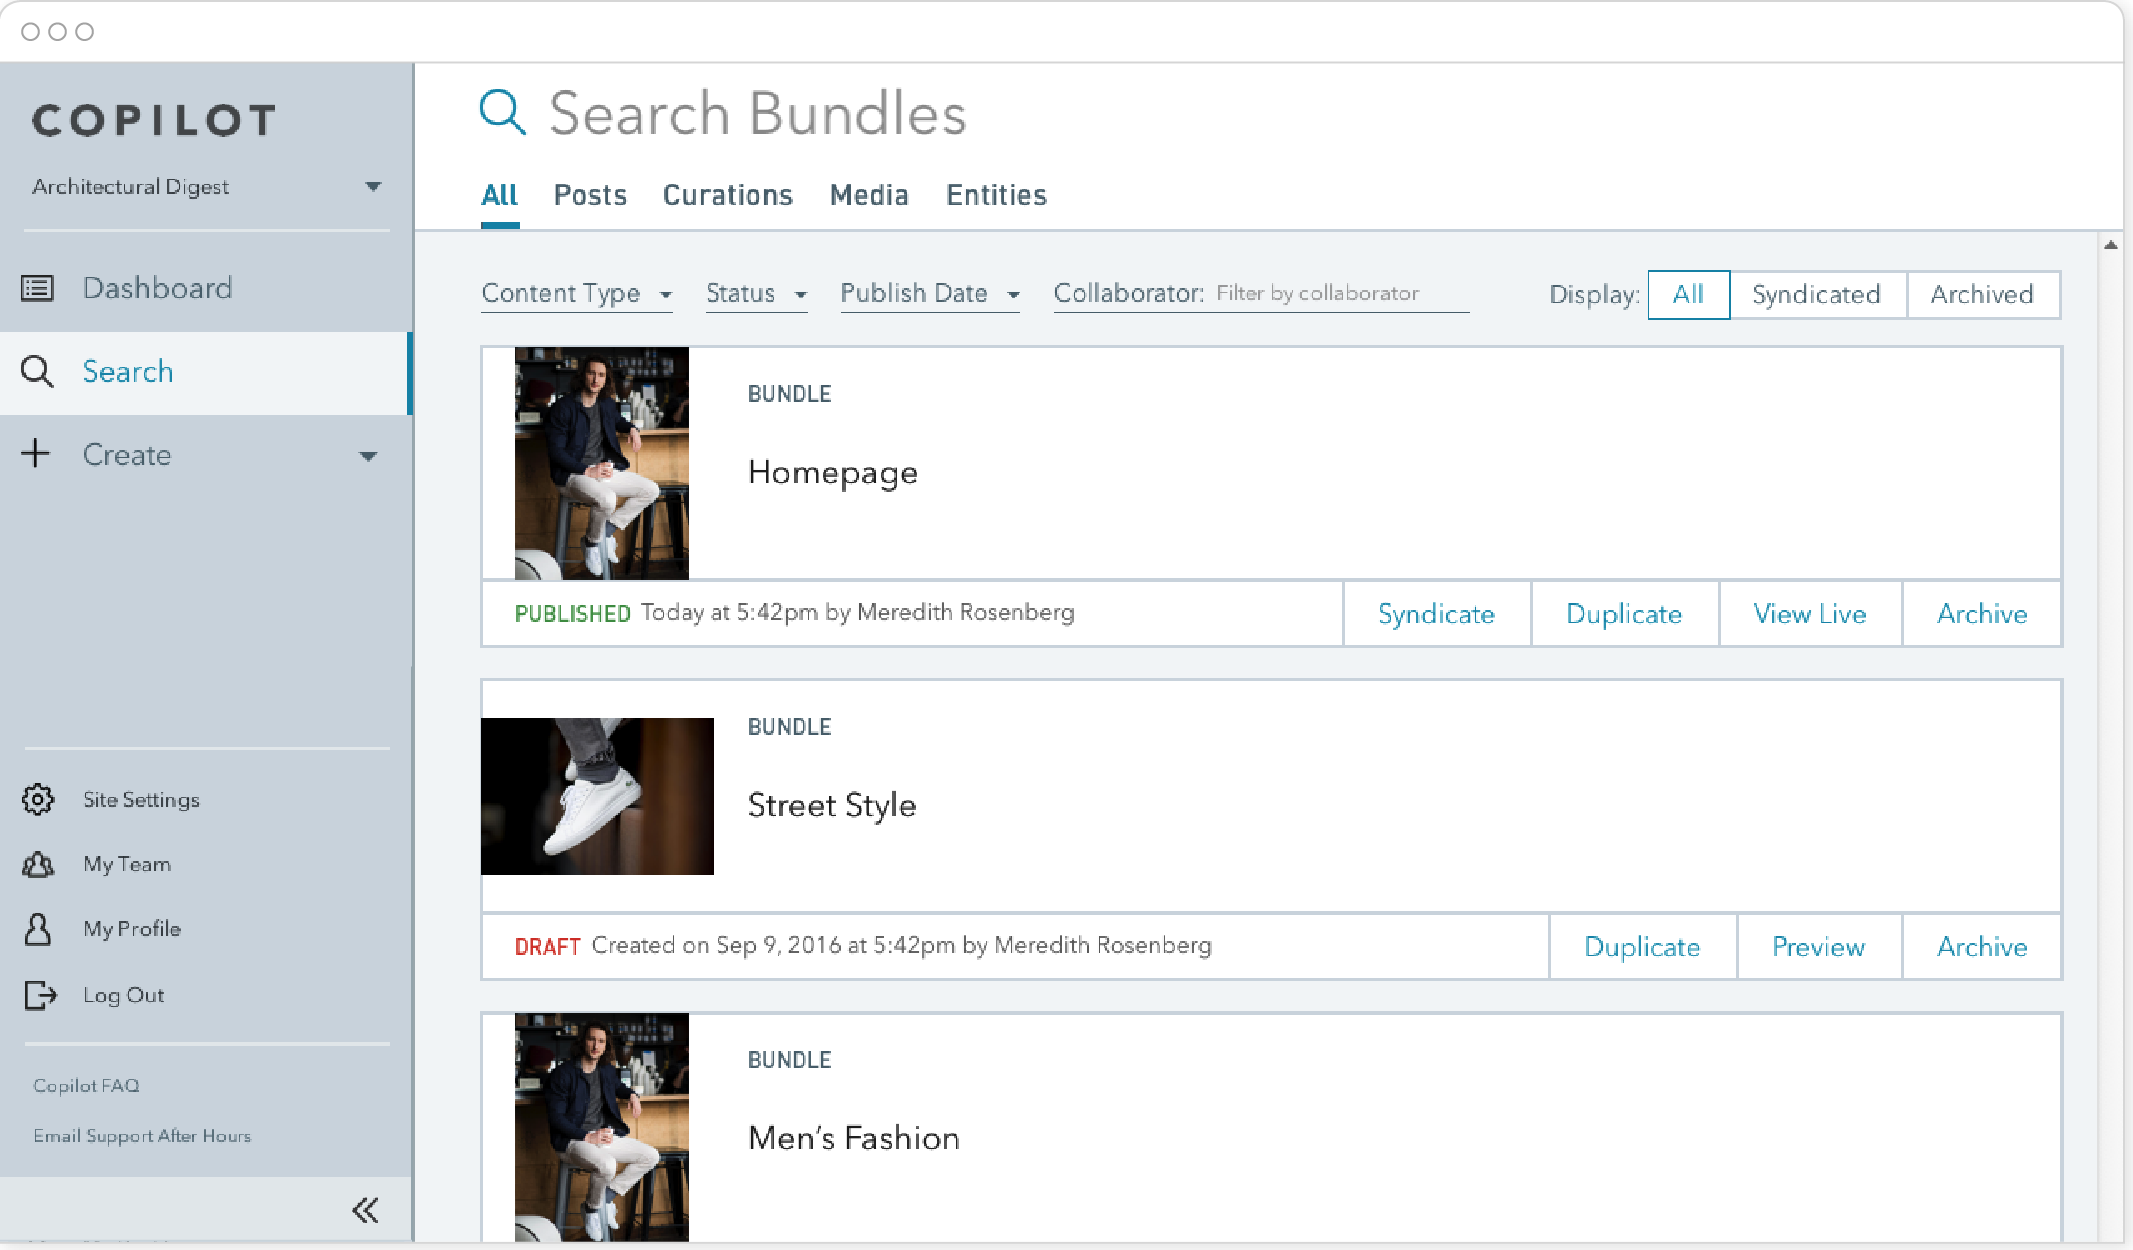 COPILOT
Architectural Digest
Dashboard
Search
Create
Site Settings
My Team
My Profile
Log Out
Copilot FAQ
Email Support After Hours
Search Bundles
All Posts Curations Media Entities
Content Type Status Publish Date Collaborator: Filter by collaborator Display: All Syndicated Archived
BUNDLE
Homepage
PUBLISHED Today at 5:42pm by Meredith Rosenberg Syndicate Duplicate View Live Archive
BUNDLE
Street Style
DRAFT Created on Sep 9, 2016 at 5:42pm by Meredith Rosenberg Duplicate Preview Archive
BUNDLE
Men’s Fashion